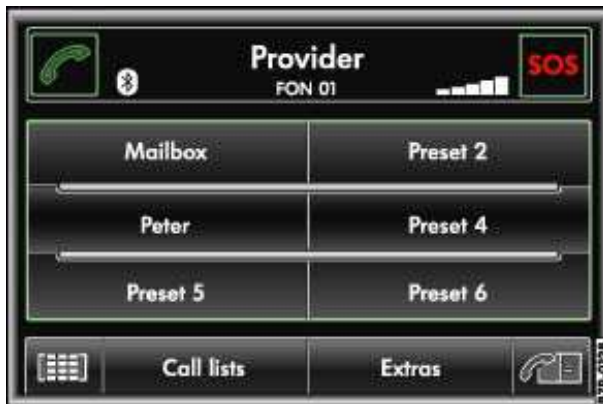 Provider
SOS
FON 01
Mailbox
Preset 2
Peter
Preset 4
Preset 5
Preset 6
Call lists
Extras